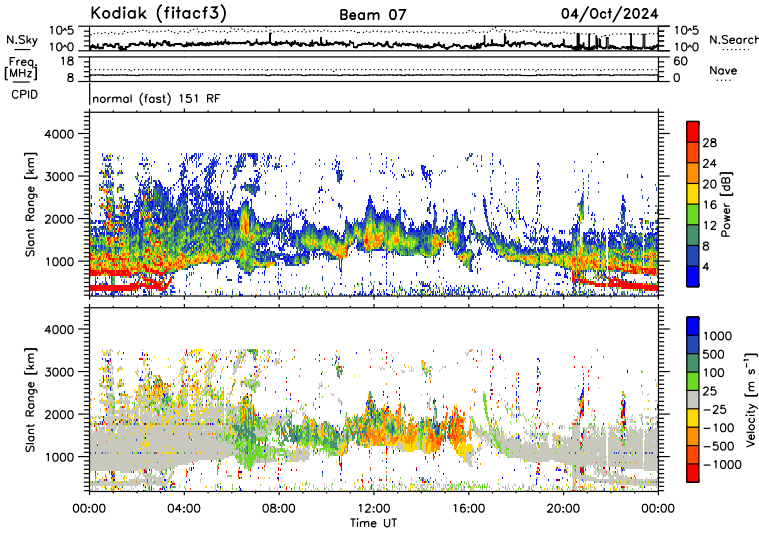 Kodiak (fitacf3) Beam 07 04/Oct/2024
N.Sky 10^5 10^0 10^5 10^0 N.Search
Freq. [MHz] 18 8 60 0 Nave
CPID normal (fast) 151 RF
Slant Range [km] 4000 3000 2000 1000
Power [dB] 28 24 20 16 12 8 4
Slant Range [km] 4000 3000 2000 1000
Velocity [m s⁻¹] 1000 500 100 25 −25 −100 −500 −1000
00:00 04:00 08:00 12:00 16:00 20:00 00:00
Time UT